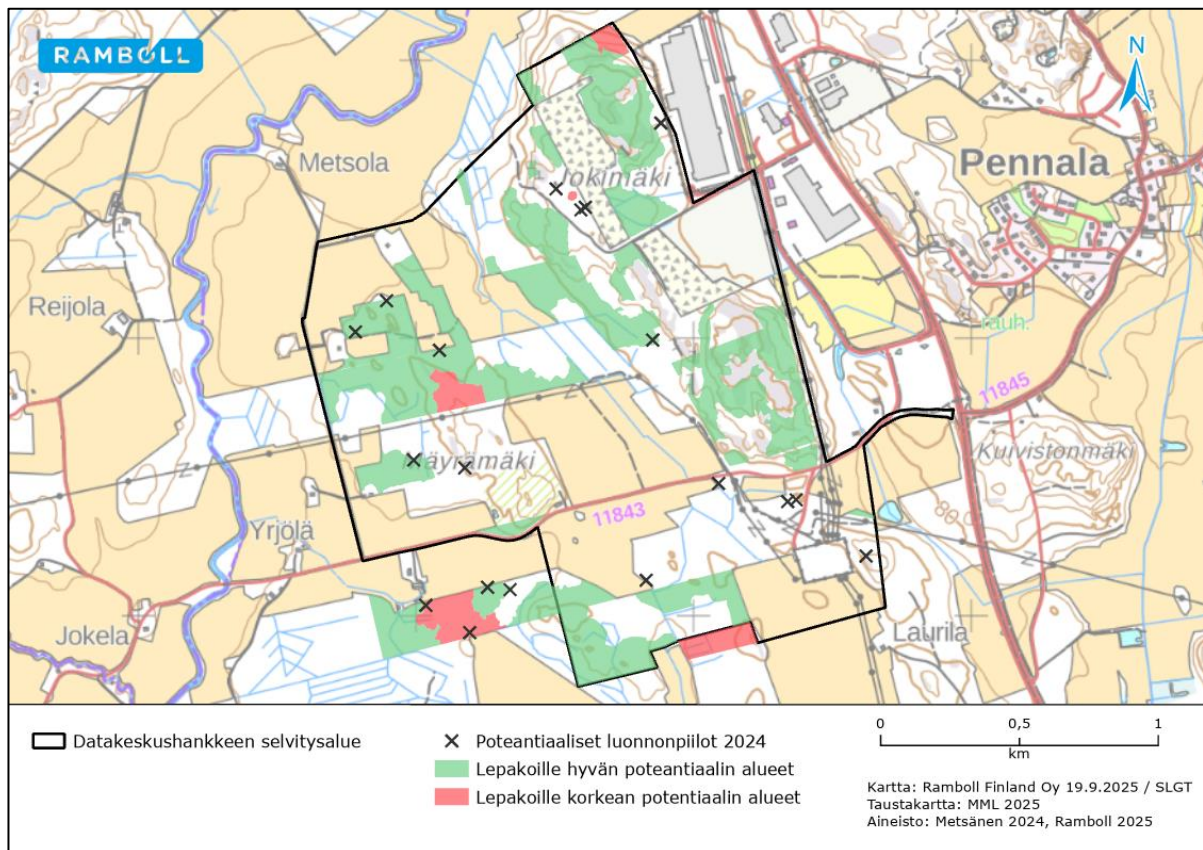 RAMBOLL
N
Metsola
Jokimäki
Pennala
Reijola
rauh.
11845
Mäyrämäki
Kuivistonmäki
11843
Yrjölä
Jokela
Laurila
Datakeskushankkeen selvitysalue
Poteantiaaliset luonnonpiilot 2024
Lepakoille hyvän poteantiaalin alueet
Lepakoille korkean potentiaalin alueet
0 0,5 1
km
Kartta: Ramboll Finland Oy 19.9.2025 / SLGT
Taustakartta: MML 2025
Aineisto: Metsänen 2024, Ramboll 2025